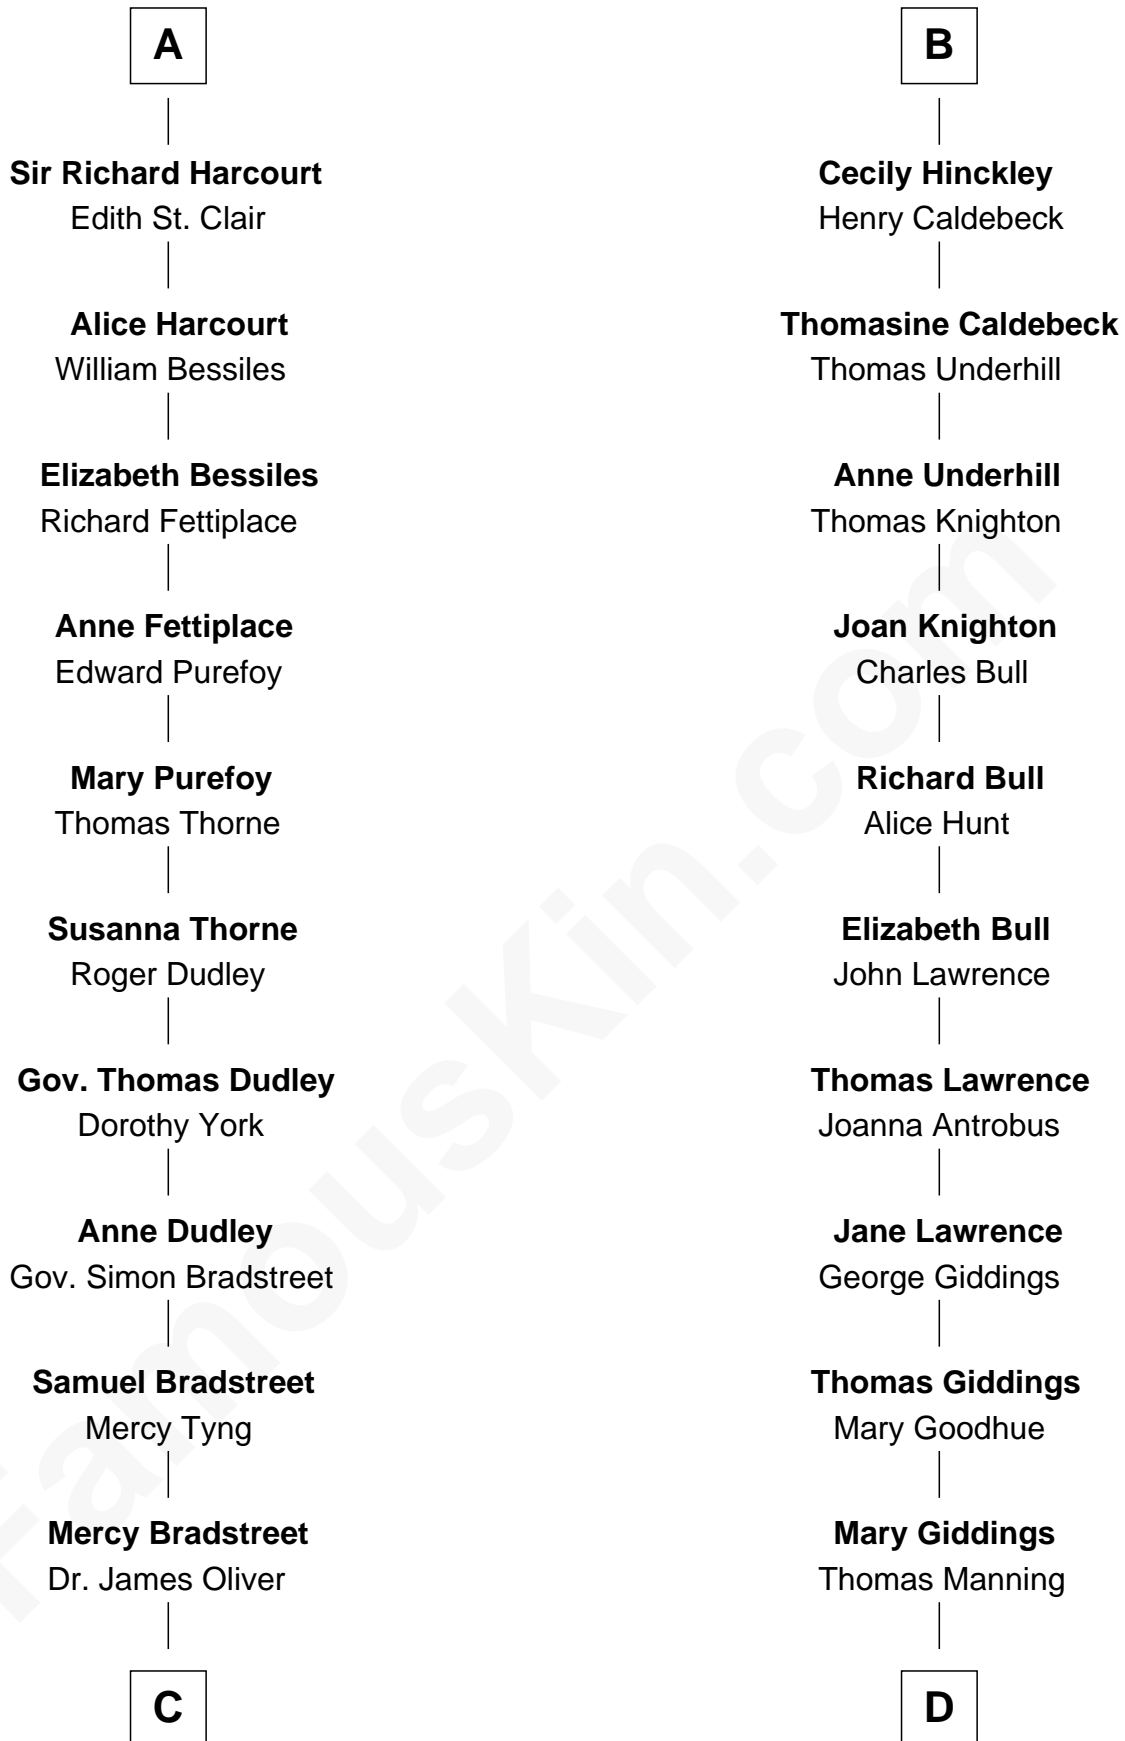 A
Sir Richard Harcourt
Edith St. Clair
Alice Harcourt
William Bessiles
Elizabeth Bessiles
Richard Fettiplace
Anne Fettiplace
Edward Purefoy
Mary Purefoy
Thomas Thorne
Susanna Thorne
Roger Dudley
Gov. Thomas Dudley
Dorothy York
Anne Dudley
Gov. Simon Bradstreet
Samuel Bradstreet
Mercy Tyng
Mercy Bradstreet
Dr. James Oliver
C
B
Cecily Hinckley
Henry Caldebeck
Thomasine Caldebeck
Thomas Underhill
Anne Underhill
Thomas Knighton
Joan Knighton
Charles Bull
Richard Bull
Alice Hunt
Elizabeth Bull
John Lawrence
Thomas Lawrence
Joanna Antrobus
Jane Lawrence
George Giddings
Thomas Giddings
Mary Goodhue
Mary Giddings
Thomas Manning
D
FamousKin.com